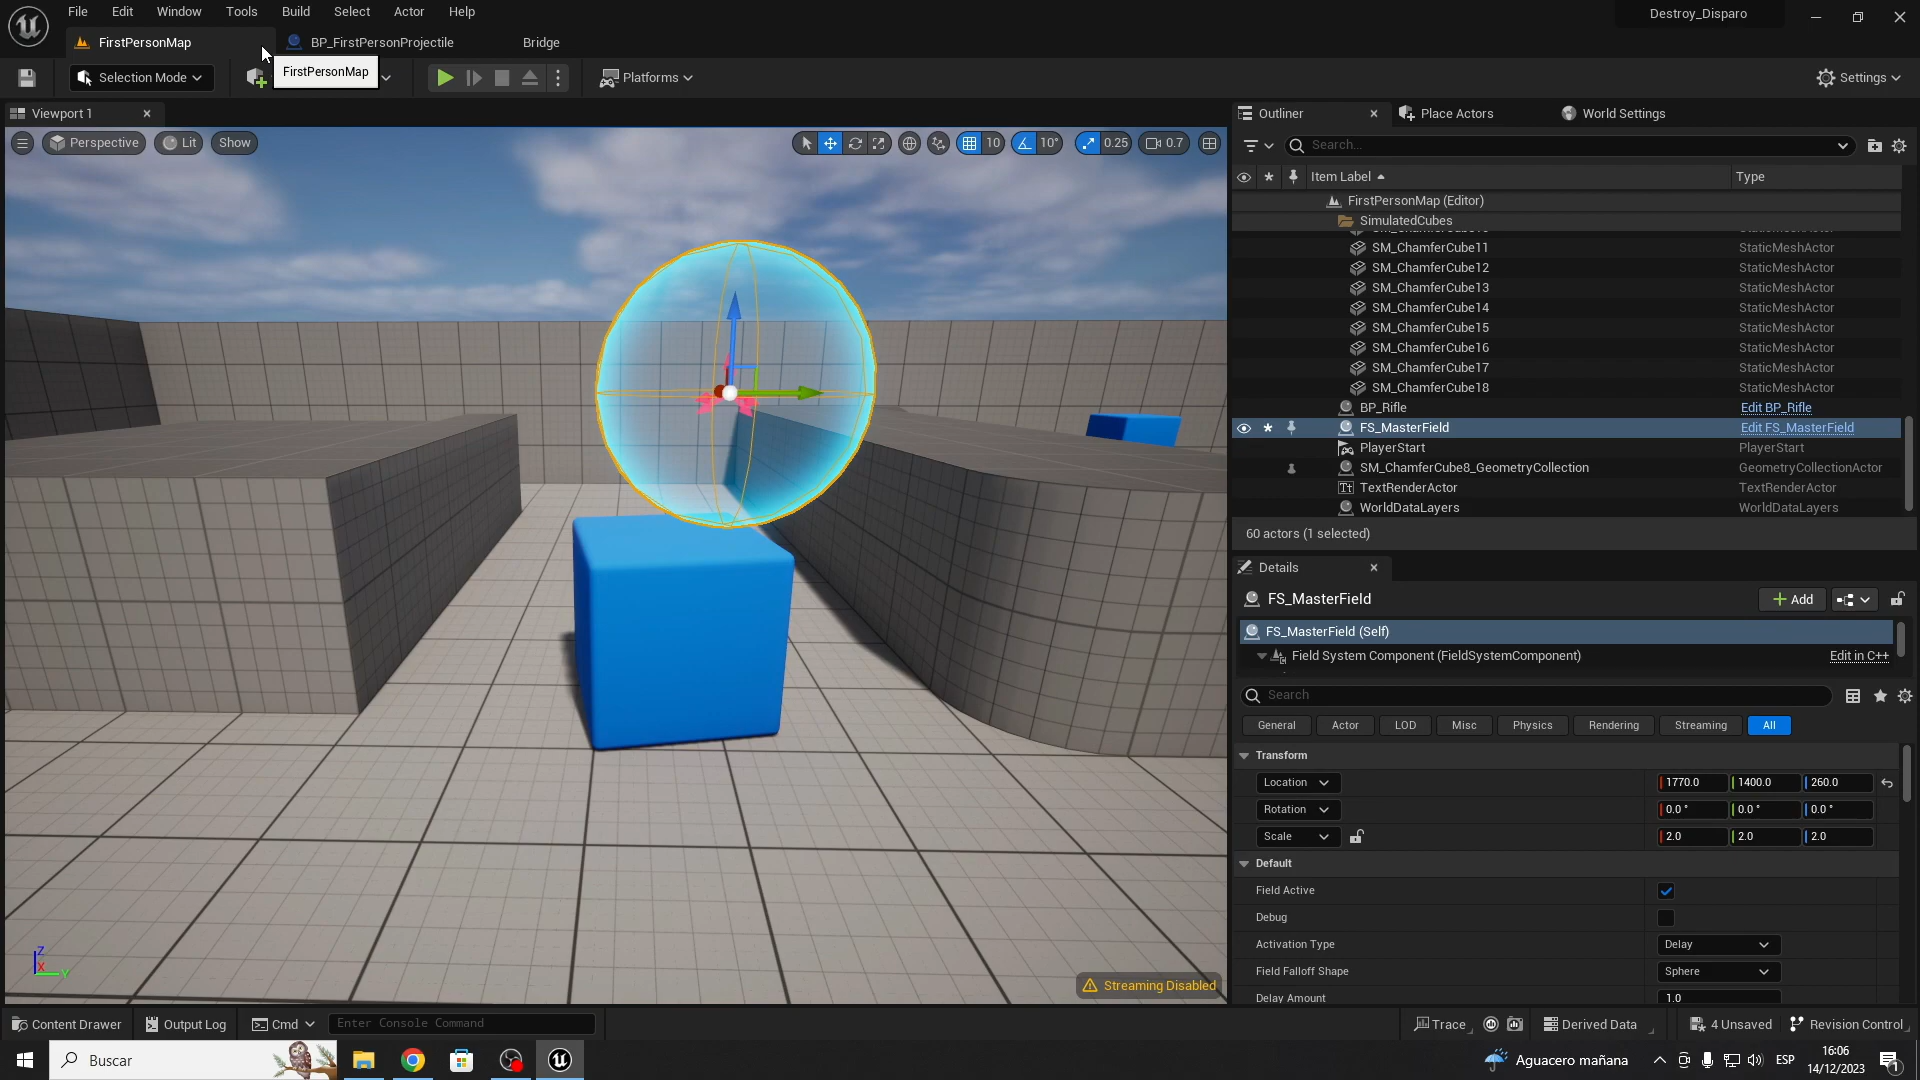 File Edit Window Tools Build Select Actor Help
Destroy_Disparo
FirstPersonMap
BP_FirstPersonProjectile
Bridge
Selection Mode
FirstPersonMap
Platforms
Settings
Viewport 1
Perspective
Lit
Show
10
10°
0.25
0.7
Outliner
Place Actors
World Settings
Search...
Item Label
Type
FirstPersonMap (Editor)
SimulatedCubes
SM_ChamferCube11 StaticMeshActor
SM_ChamferCube12 StaticMeshActor
SM_ChamferCube13 StaticMeshActor
SM_ChamferCube14 StaticMeshActor
SM_ChamferCube15 StaticMeshActor
SM_ChamferCube16 StaticMeshActor
SM_ChamferCube17 StaticMeshActor
SM_ChamferCube18 StaticMeshActor
BP_Rifle Edit BP_Rifle
FS_MasterField Edit FS_MasterField
PlayerStart PlayerStart
SM_ChamferCube8_GeometryCollection GeometryCollectionActor
TextRenderActor TextRenderActor
WorldDataLayers WorldDataLayers
60 actors (1 selected)
Details
FS_MasterField
Add
FS_MasterField (Self)
Field System Component (FieldSystemComponent) Edit in C++
Search
General Actor LOD Misc Physics Rendering Streaming All
Transform
Location 1770.0 1400.0 260.0
Rotation 0.0 ° 0.0 ° 0.0 °
Scale 2.0 2.0 2.0
Default
Field Active
Debug
Activation Type Delay
Field Falloff Shape Sphere
Delay Amount 1.0
Z
X
Y
Streaming Disabled
Content Drawer
Output Log
Cmd
Enter Console Command
Trace
Derived Data
4 Unsaved
Revision Control
Buscar
Aguacero mañana
ESP
16:06
14/12/2023
1